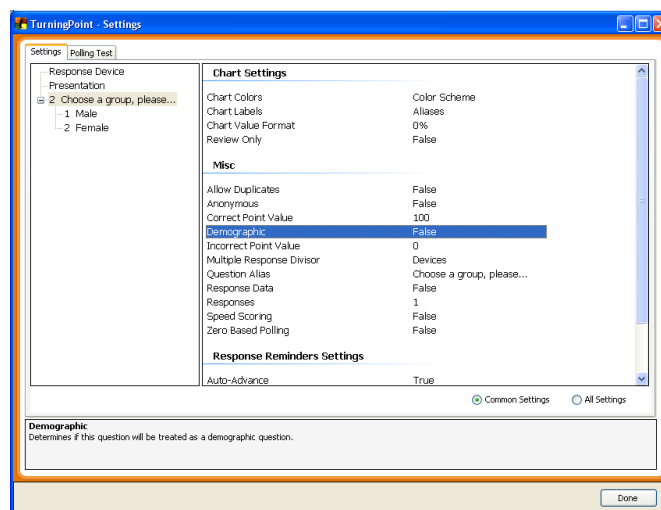 TurningPoint - Settings
Settings Polling Test
Response Device
Presentation
2 Choose a group, please...
1 Male
2 Female
Chart Settings
Chart Colors Color Scheme
Chart Labels Aliases
Chart Value Format 0%
Review Only False
Misc
Allow Duplicates False
Anonymous False
Correct Point Value 100
Demographic False
Incorrect Point Value 0
Multiple Response Divisor Devices
Question Alias Choose a group, please...
Response Data False
Responses 1
Speed Scoring False
Zero Based Polling False
Response Reminders Settings
Auto-Advance True
Common Settings All Settings
Demographic
Determines if this question will be treated as a demographic question.
Done